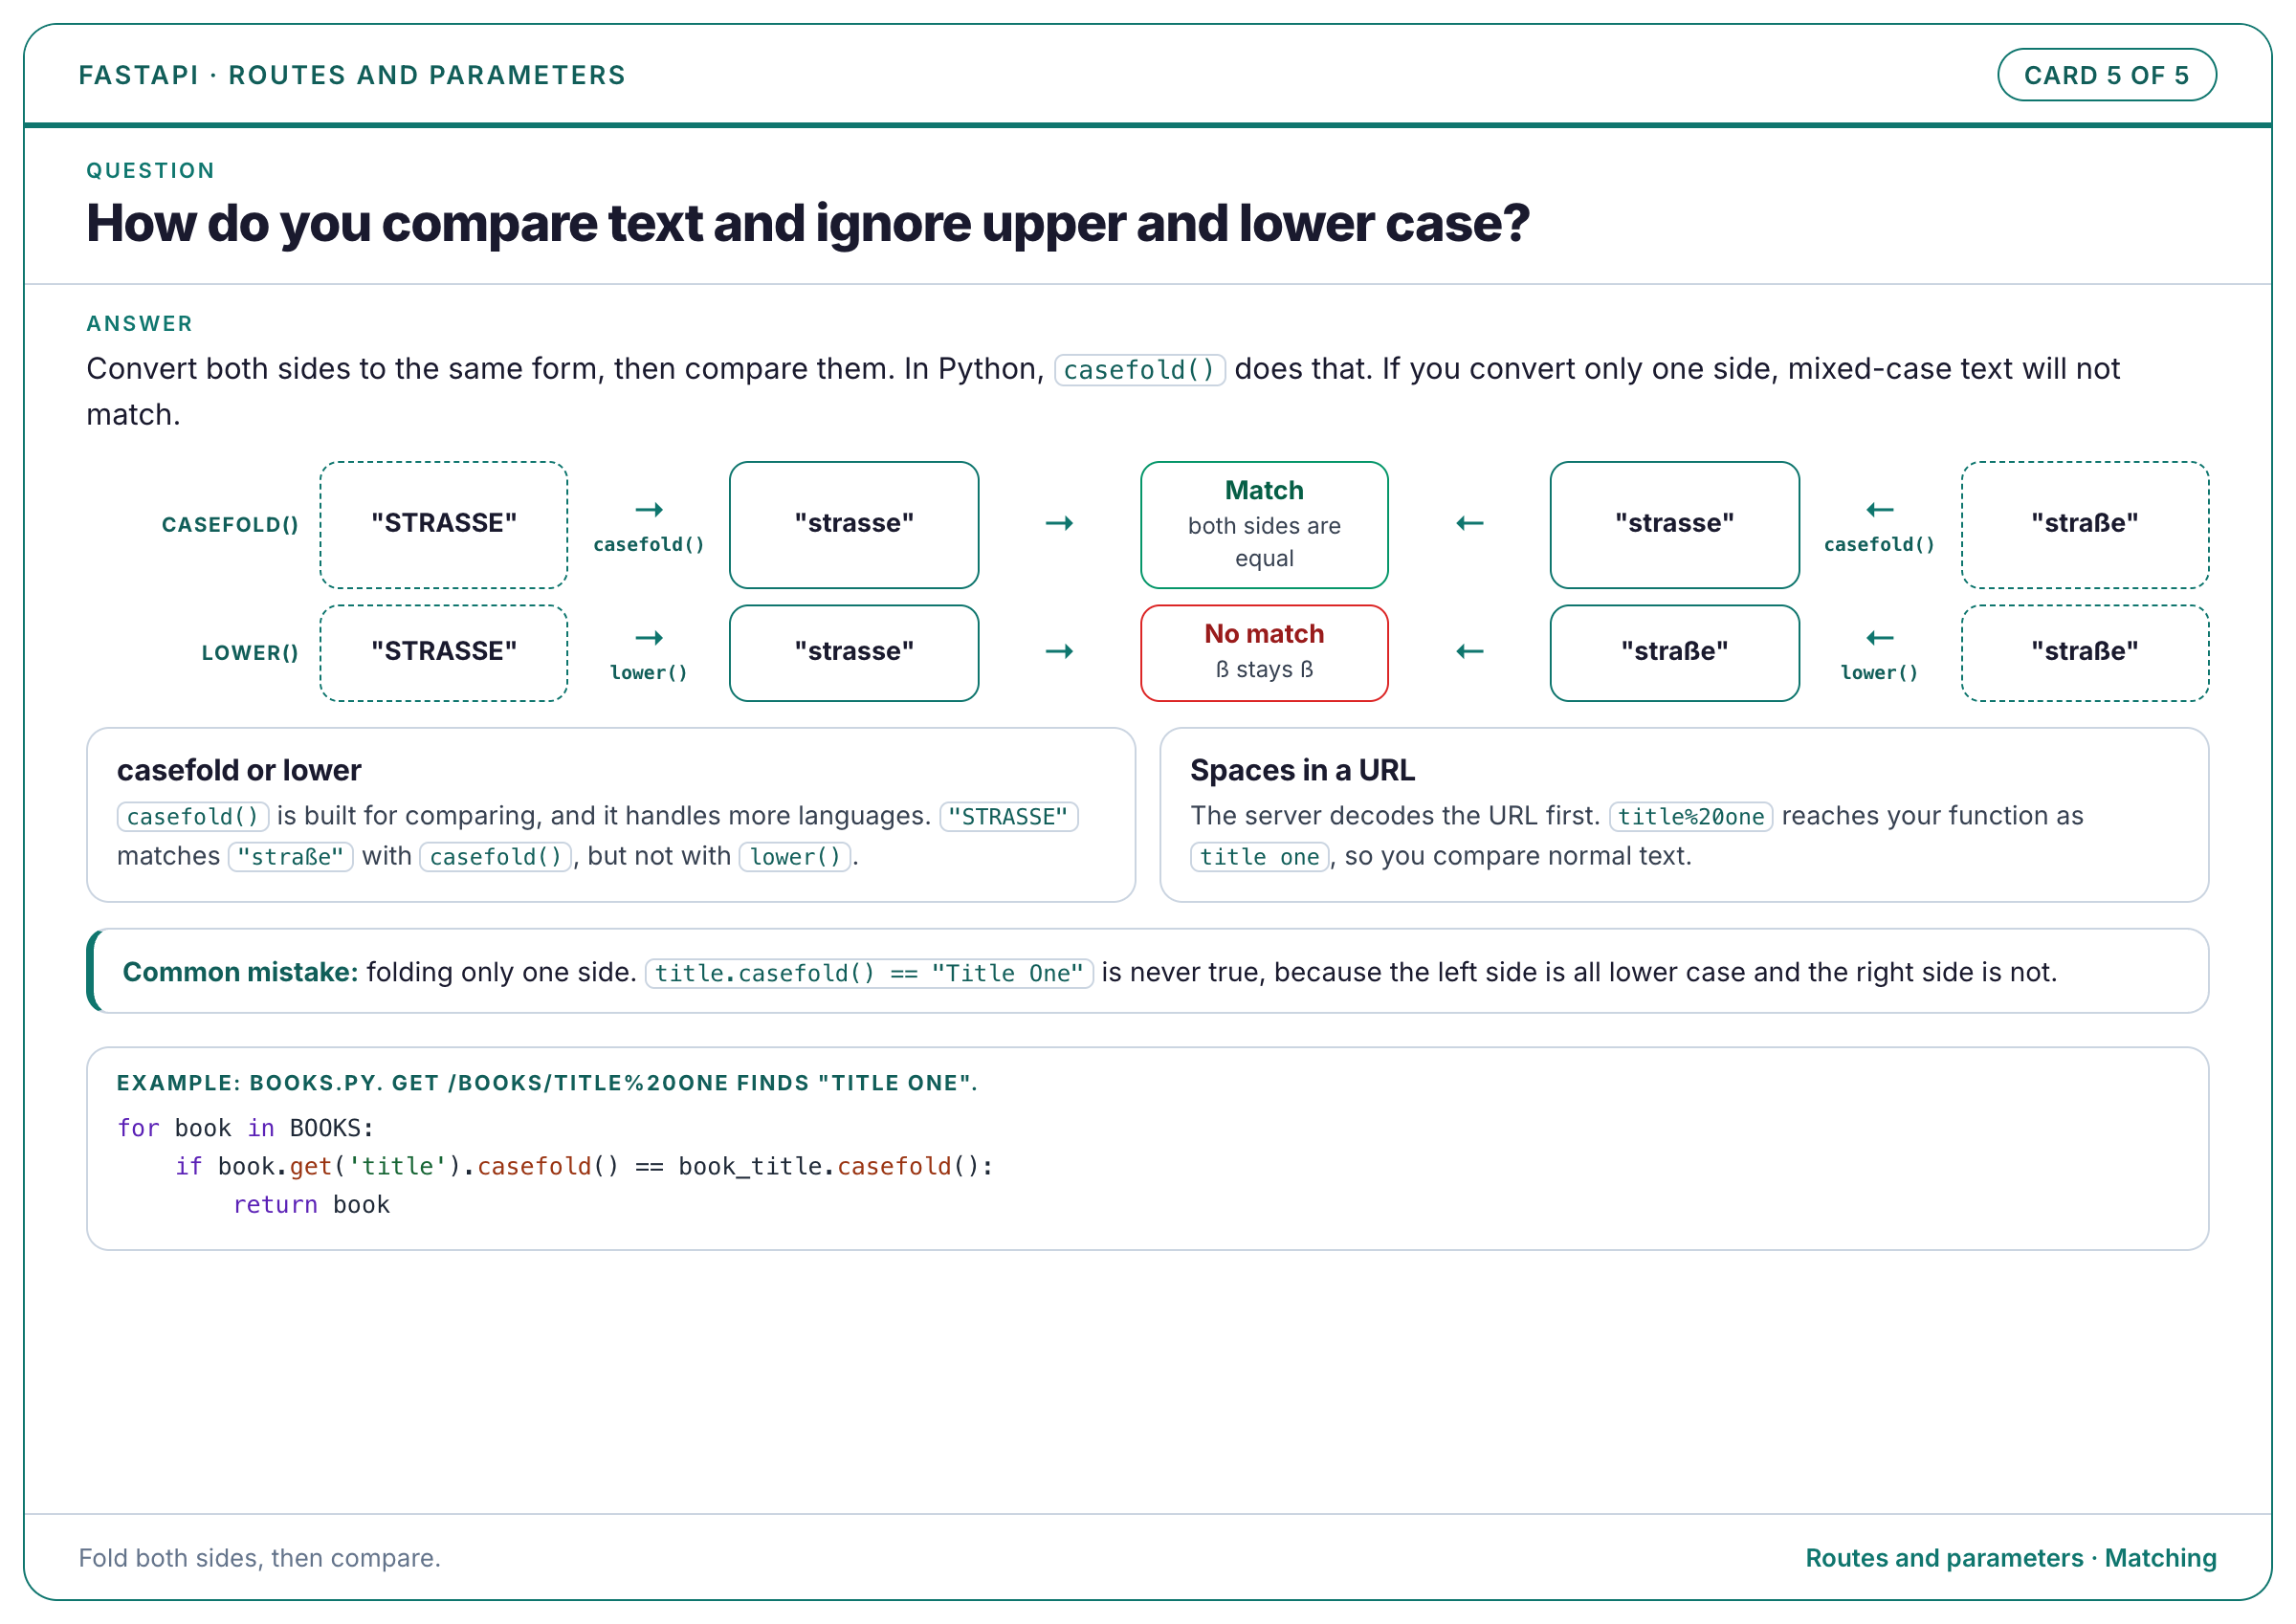 FASTAPI · ROUTES AND PARAMETERS
CARD 5 OF 5
QUESTION
How do you compare text and ignore upper and lower case?
ANSWER
Convert both sides to the same form, then compare them. In Python, casefold() does that. If you convert only one side, mixed-case text will not
match.
CASEFOLD() "STRASSE" → casefold() "strasse" → Match both sides are equal ← "strasse" ← casefold() "straße"
LOWER() "STRASSE" → lower() "strasse" → No match ß stays ß ← "straße" ← lower() "straße"
casefold or lower
casefold() is built for comparing, and it handles more languages. "STRASSE"
matches "straße" with casefold(), but not with lower().
Spaces in a URL
The server decodes the URL first. title%20one reaches your function as
title one, so you compare normal text.
Common mistake: folding only one side. title.casefold() == "Title One" is never true, because the left side is all lower case and the right side is not.
EXAMPLE: BOOKS.PY. GET /BOOKS/TITLE%20ONE FINDS "TITLE ONE".
for book in BOOKS:
    if book.get('title').casefold() == book_title.casefold():
        return book
Fold both sides, then compare.
Routes and parameters · Matching